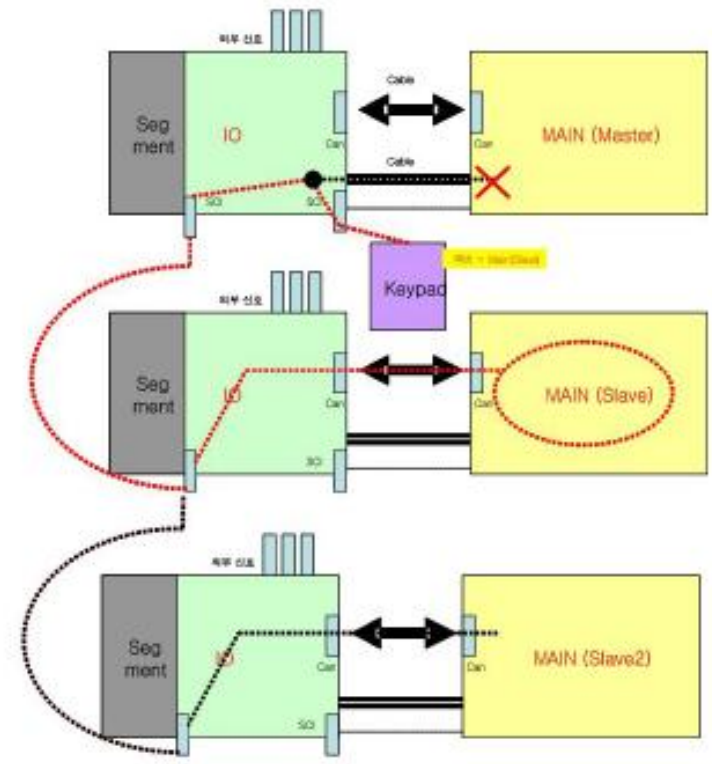 외부 신호
Cable
Seg
ment
IO
Can
Can
MAIN (Master)
Cable
SCI
SCI
Keypad
외부 신호
Seg
ment
IO
Can
Can
MAIN (Slave)
SCI
외부 신호
Seg
ment
IO
Can
Can
MAIN (Slave2)
SCI